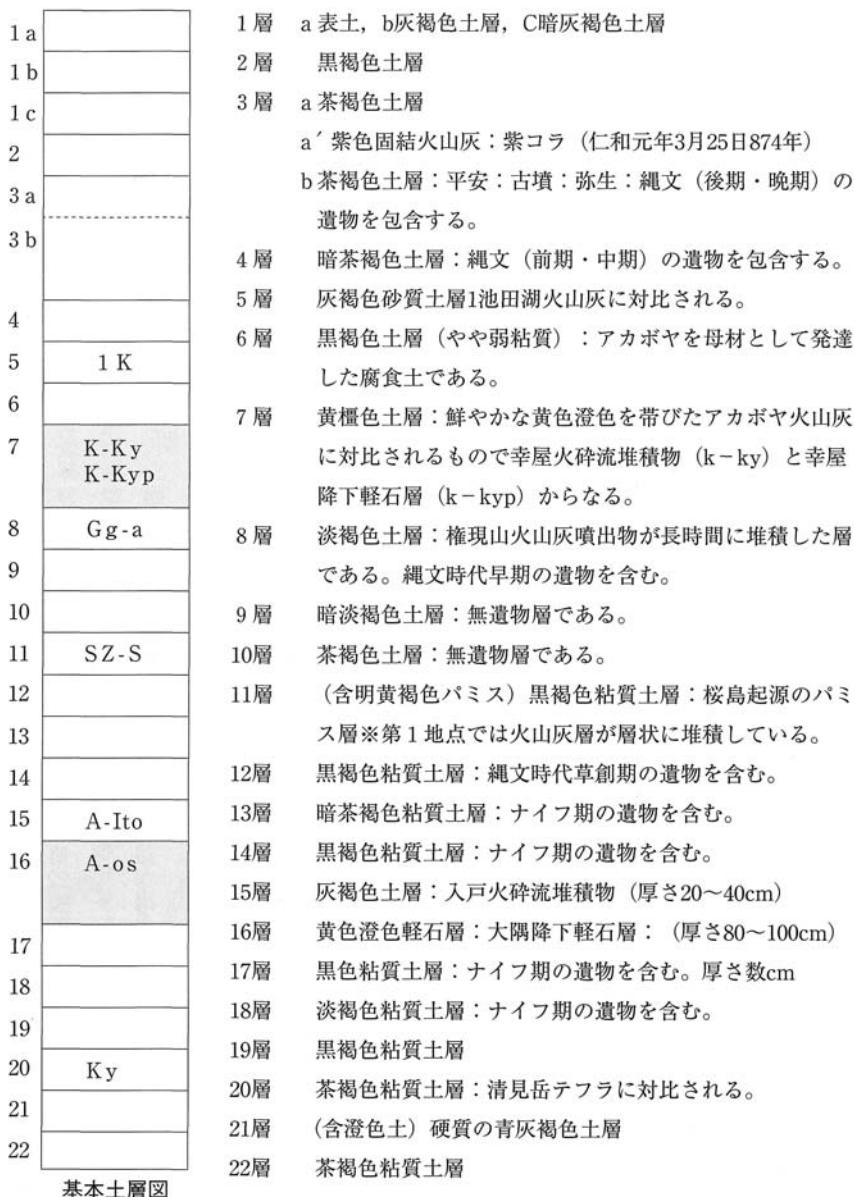 1 a
1 b
1 c
2
3 a
3 b
4
5 1 K
6
7 K-Ky
K-Kyp
8 Gg-a
9
10
11 SZ-S
12
13
14
15 A-Ito
16 A-os
17
18
19
20 Ky
21
22
基本土層図
1層 a 表土，b灰褐色土層，C暗灰褐色土層
2層 黒褐色土層
3層 a 茶褐色土層
a´ 紫色固結火山灰：紫コラ（仁和元年3月25日874年）
b 茶褐色土層：平安：古墳：弥生：縄文（後期・晩期）の
遺物を包含する。
4層 暗茶褐色土層：縄文（前期・中期）の遺物を包含する。
5層 灰褐色砂質土層1池田湖火山灰に対比される。
6層 黒褐色土層（やや弱粘質）：アカボヤを母材として発達
した腐食土である。
7層 黄橿色土層：鮮やかな黄色澄色を帯びたアカボヤ火山灰
に対比されるもので幸屋火砕流堆積物（k－ky）と幸屋
降下軽石層（k－kyp）からなる。
8層 淡褐色土層：権現山火山灰噴出物が長時間に堆積した層
である。縄文時代早期の遺物を含む。
9層 暗淡褐色土層：無遺物層である。
10層 茶褐色土層：無遺物層である。
11層 （含明黄褐色パミス）黒褐色粘質土層：桜島起源のパミ
ス層※第1地点では火山灰層が層状に堆積している。
12層 黒褐色粘質土層：縄文時代草創期の遺物を含む。
13層 暗茶褐色粘質土層：ナイフ期の遺物を含む。
14層 黒褐色粘質土層：ナイフ期の遺物を含む。
15層 灰褐色土層：入戸火砕流堆積物（厚さ20～40cm）
16層 黄色澄色軽石層：大隅降下軽石層：（厚さ80～100cm）
17層 黒色粘質土層：ナイフ期の遺物を含む。厚さ数cm
18層 淡褐色粘質土層：ナイフ期の遺物を含む。
19層 黒褐色粘質土層
20層 茶褐色粘質土層：清見岳テフラに対比される。
21層 （含澄色土）硬質の青灰褐色土層
22層 茶褐色粘質土層